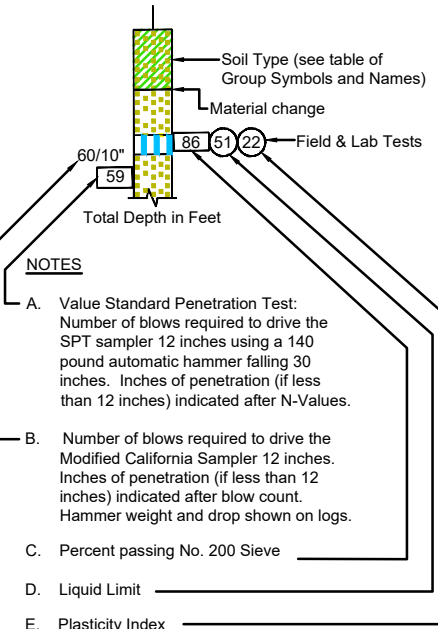 Soil Type (see table of
Group Symbols and Names)
Material change
86 51 22 Field & Lab Tests
60/10"
59
Total Depth in Feet
NOTES
A. Value Standard Penetration Test:
Number of blows required to drive the
SPT sampler 12 inches using a 140
pound automatic hammer falling 30
inches. Inches of penetration (if less
than 12 inches) indicated after N-Values.
B. Number of blows required to drive the
Modified California Sampler 12 inches.
Inches of penetration (if less than 12
inches) indicated after blow count.
Hammer weight and drop shown on logs.
C. Percent passing No. 200 Sieve
D. Liquid Limit
E. Plasticity Index